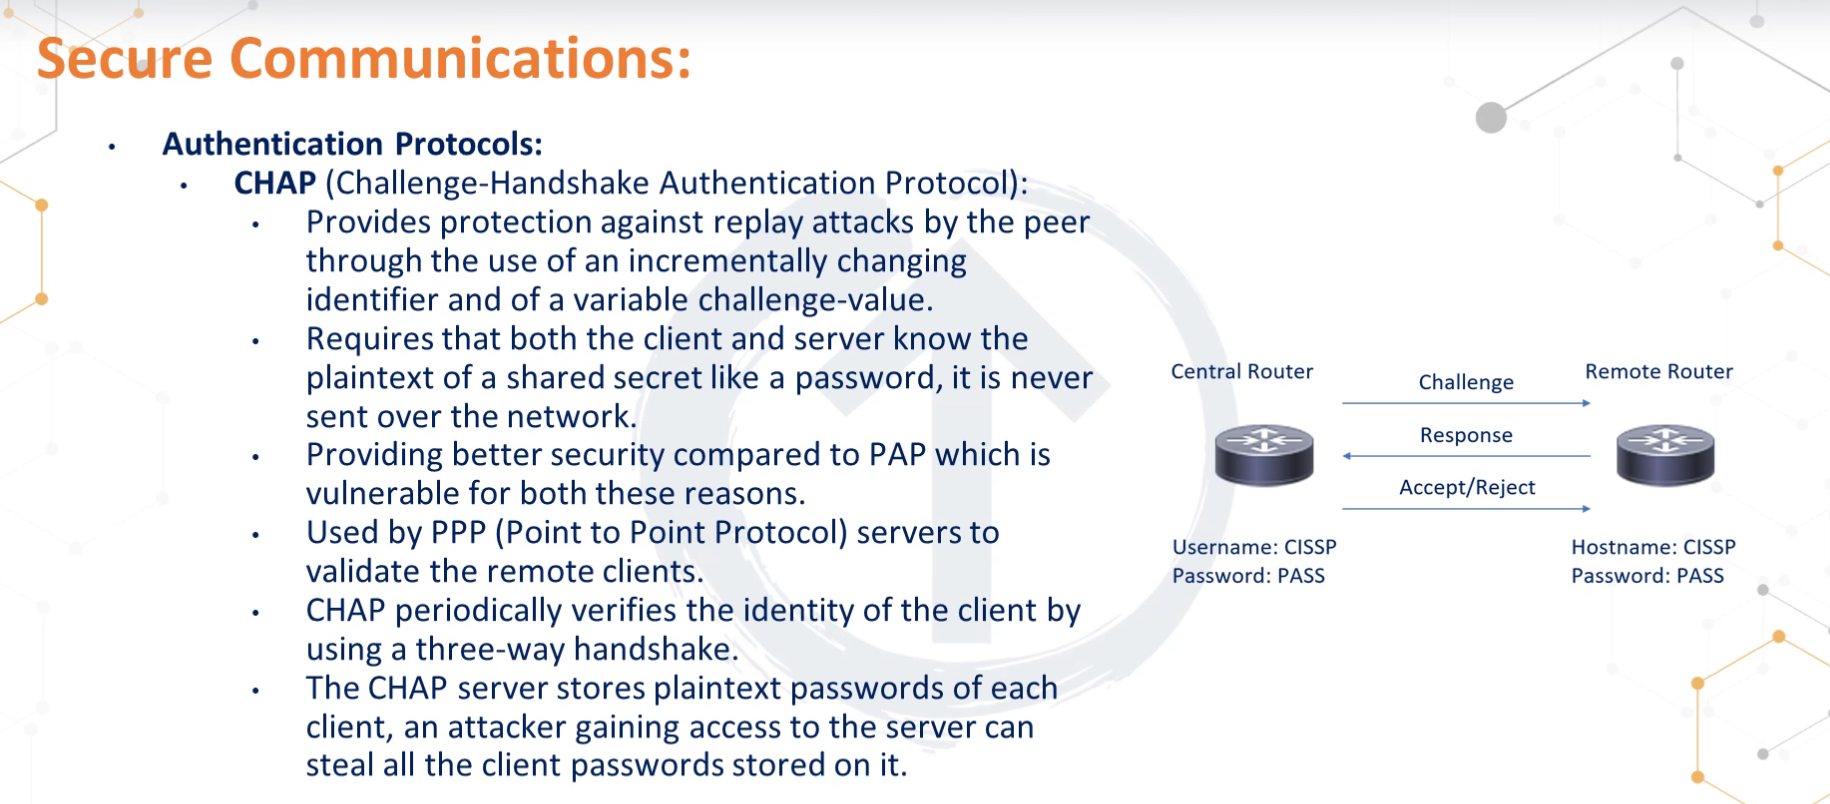 Secure Communications:
• Authentication Protocols:
• CHAP (Challenge-Handshake Authentication Protocol):
• Provides protection against replay attacks by the peer
through the use of an incrementally changing
identifier and of a variable challenge-value.
• Requires that both the client and server know the
plaintext of a shared secret like a password, it is never
sent over the network.
• Providing better security compared to PAP which is
vulnerable for both these reasons.
• Used by PPP (Point to Point Protocol) servers to
validate the remote clients.
• CHAP periodically verifies the identity of the client by
using a three-way handshake.
• The CHAP server stores plaintext passwords of each
client, an attacker gaining access to the server can
steal all the client passwords stored on it.
Central Router
Challenge
Remote Router
Response
Accept/Reject
Username: CISSP
Password: PASS
Hostname: CISSP
Password: PASS